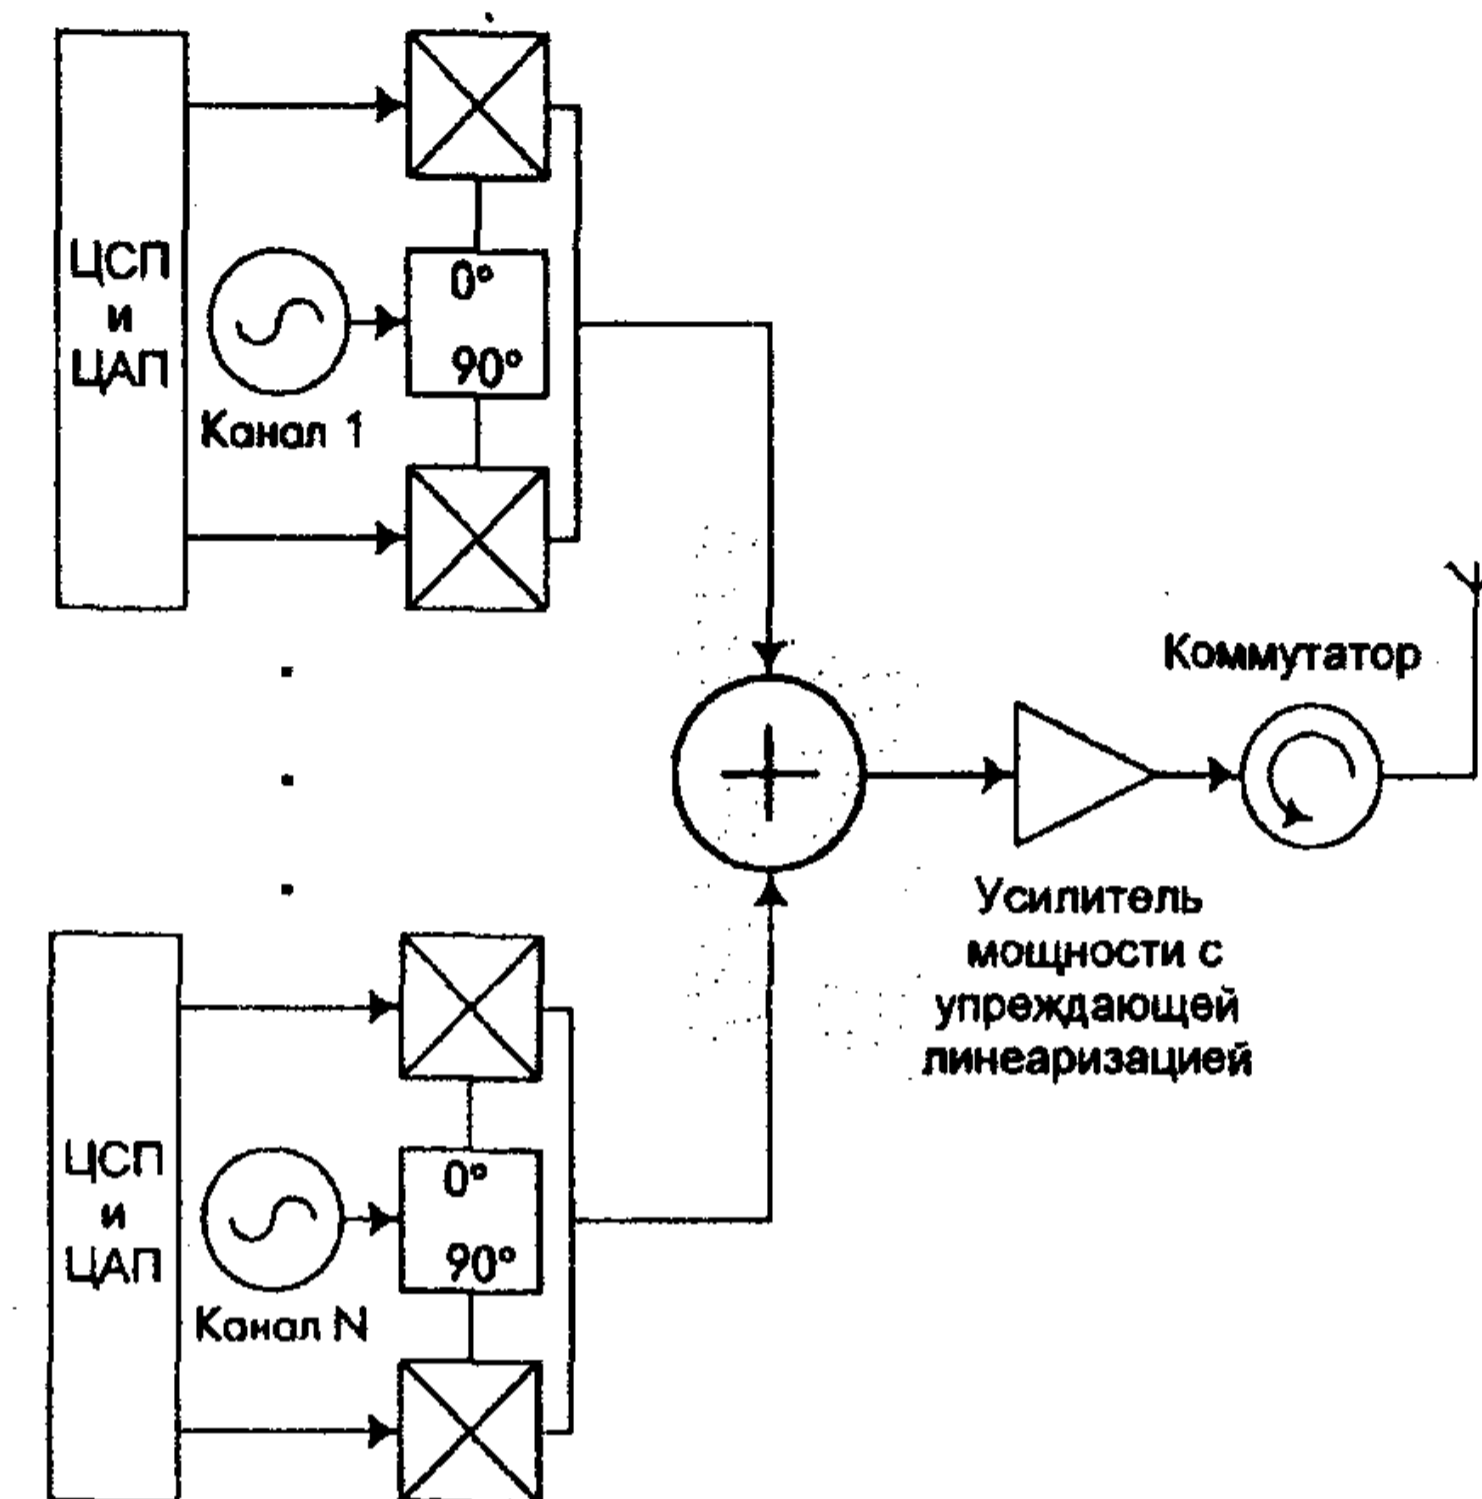 ЦСП
и
ЦАП
0°
90°
Канал 1
Коммутатор
Усилитель
мощности с
упреждающей
линеаризацией
ЦСП
и
ЦАП
0°
90°
Канал N